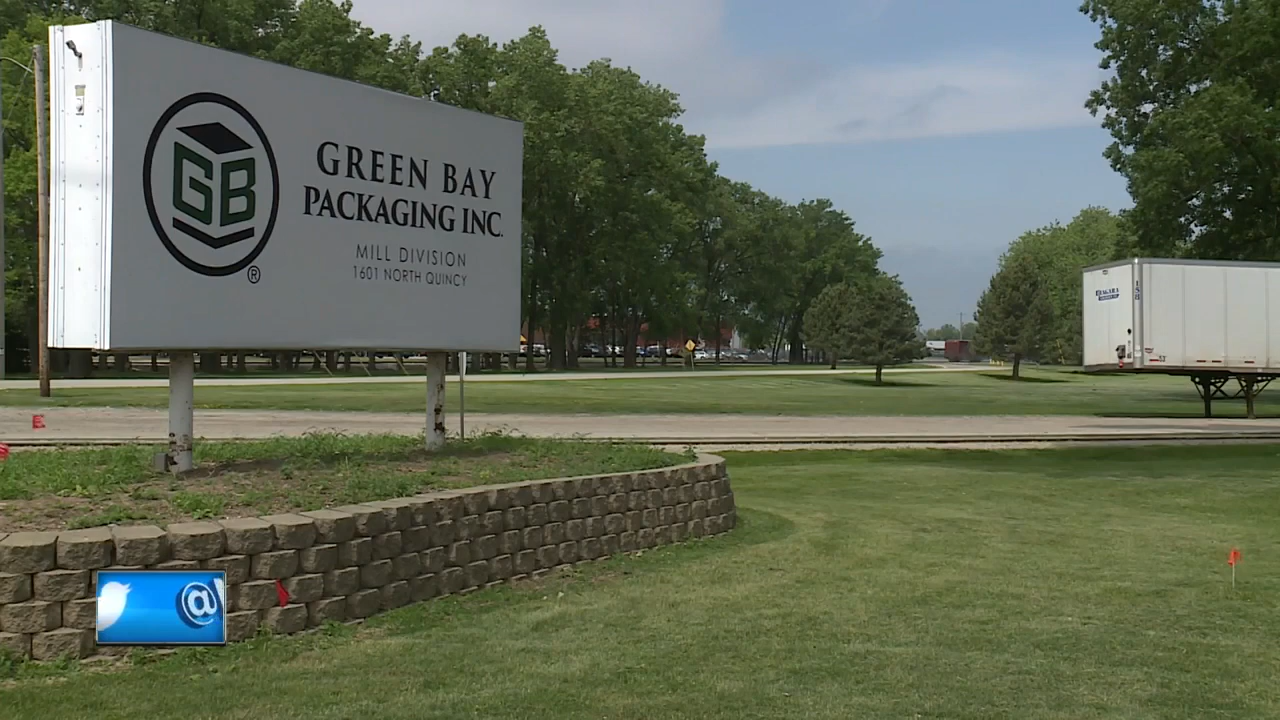 GB
®
GREEN BAY
PACKAGING INC.
MILL DIVISION
1601 NORTH QUINCY
@